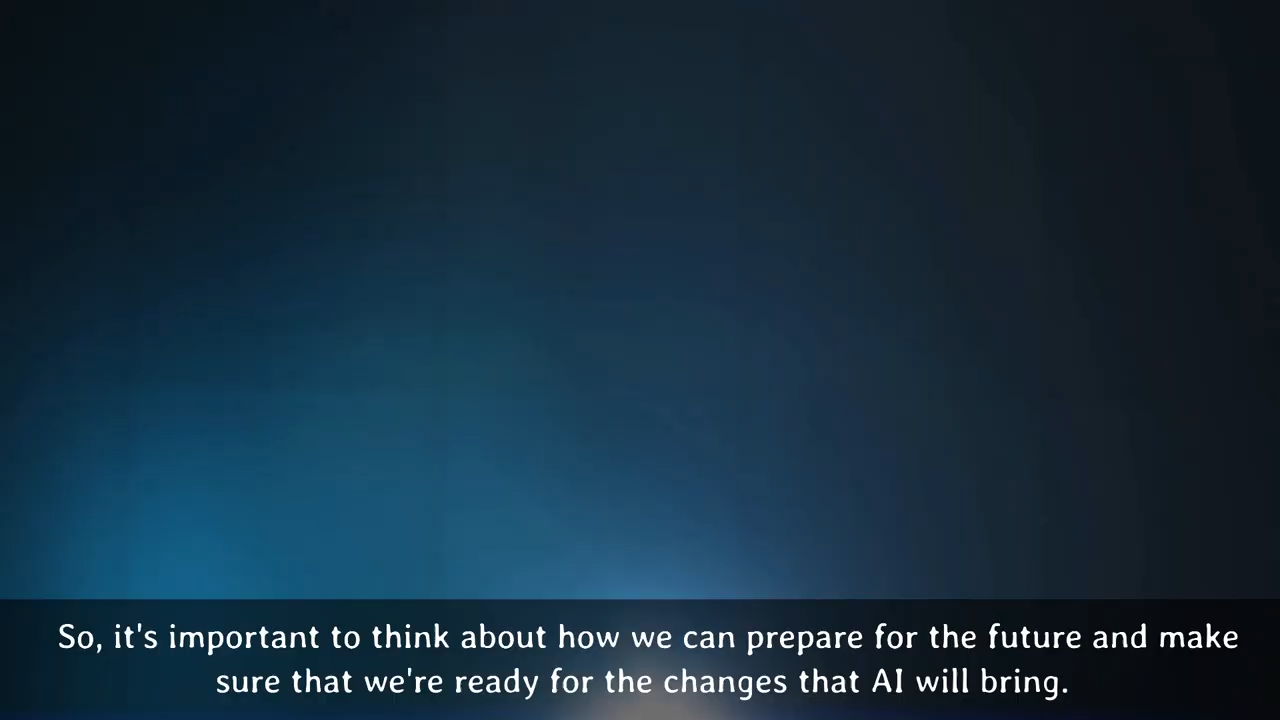 So, it's important to think about how we can prepare for the future and make
sure that we're ready for the changes that AI will bring.